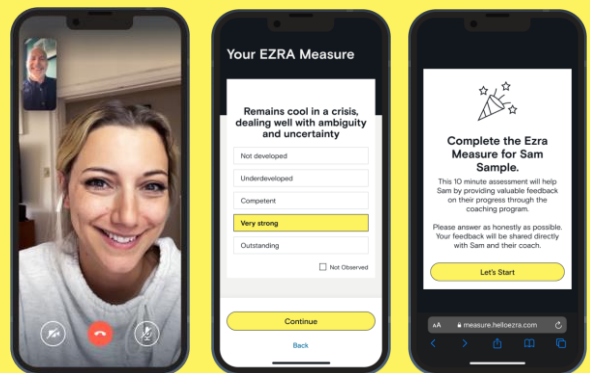 Your EZRA Measure
Remains cool in a crisis,
dealing well with ambiguity
and uncertainty
Not developed
Underdeveloped
Competent
Very strong
Outstanding
Not Observed
Continue
Back
Complete the Ezra
Measure for Sam
Sample.
This 10 minute assessment will help
Sam by providing valuable feedback
on their progress through the
coaching program.
Please answer as honestly as possible.
Your feedback will be shared directly
with Sam and their coach.
Let's Start
AA measure.helloezra.com